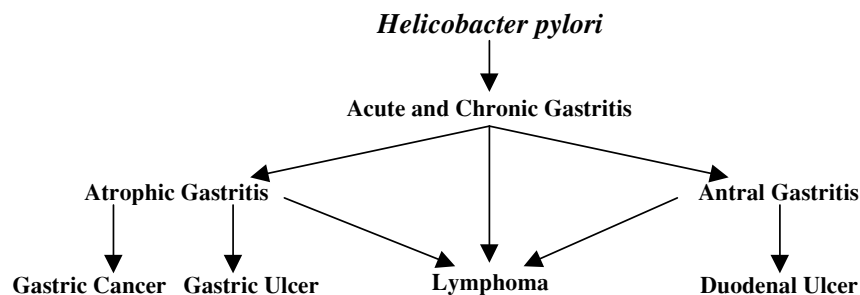 Helicobacter pylori
Acute and Chronic Gastritis
Atrophic Gastritis
Antral Gastritis
Gastric Cancer
Gastric Ulcer
Lymphoma
Duodenal Ulcer